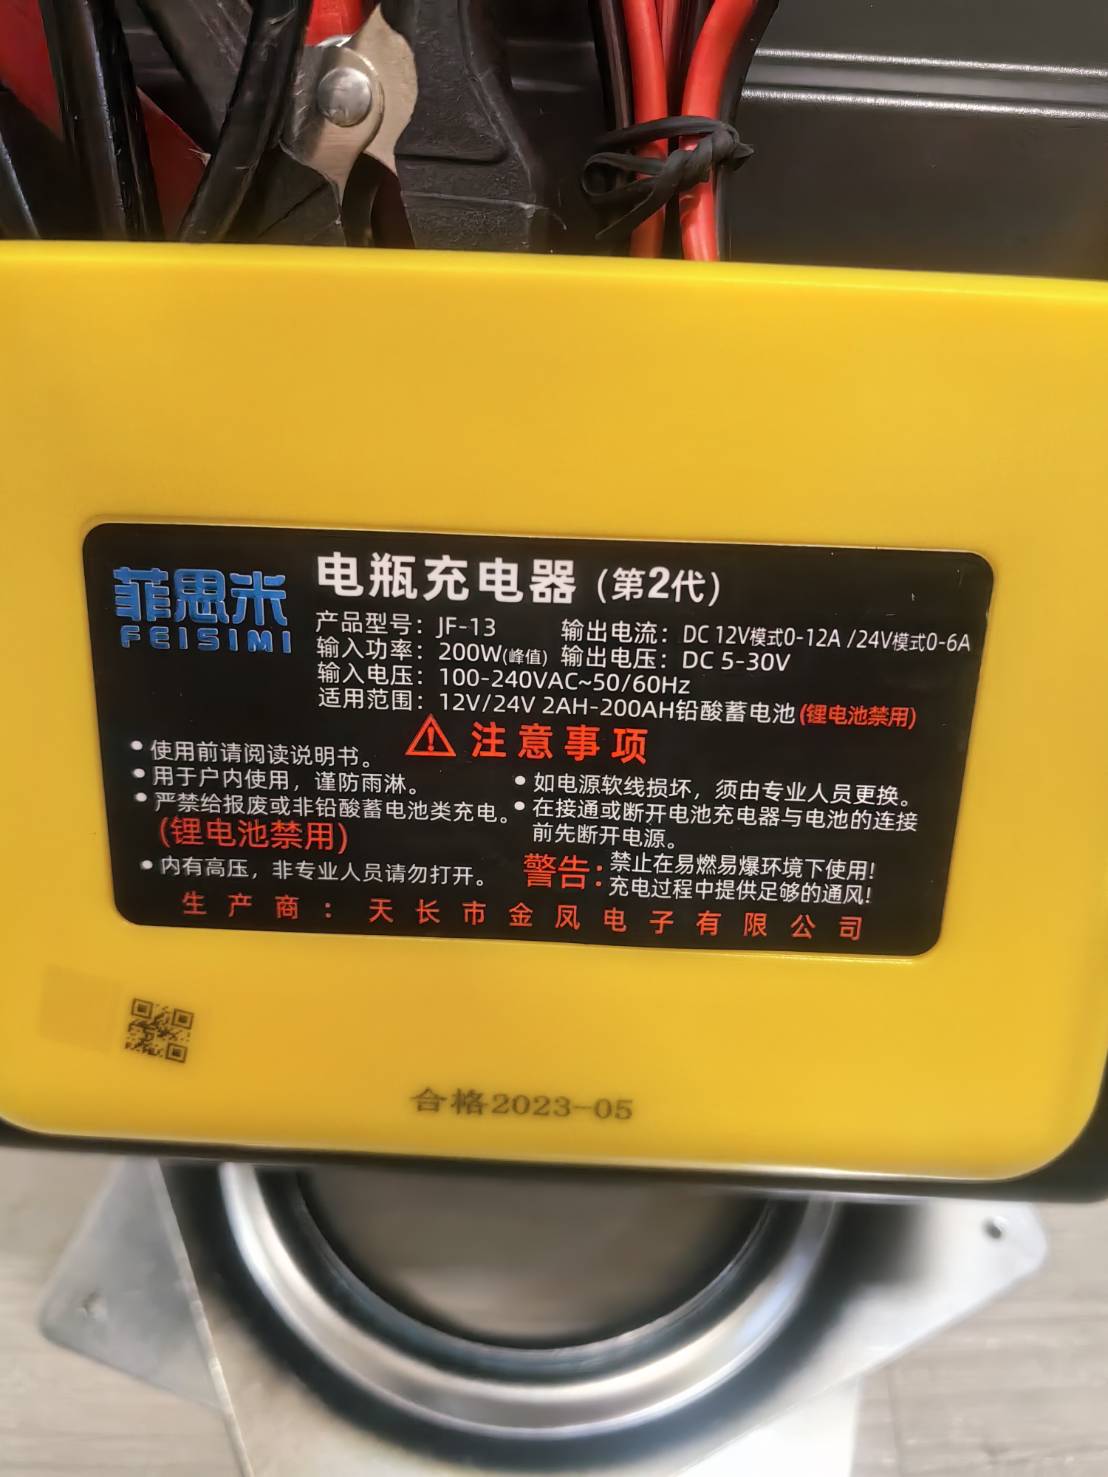 菲思米
FEISIMI
电瓶充电器（第2代）
产品型号：JF-13 输出电流：DC 12V模式0-12A /24V模式0-6A
输入功率：200W(峰值) 输出电压：DC 5-30V
输入电压：100-240VAC~50/60Hz
适用范围：12V/24V 2AH-200AH铅酸蓄电池(锂电池禁用)
注意事项
• 使用前请阅读说明书。
• 用于户内使用，谨防雨淋。
• 严禁给报废或非铅酸蓄电池类充电。
(锂电池禁用)
• 内有高压，非专业人员请勿打开。
• 如电源软线损坏，须由专业人员更换。
• 在接通或断开电池充电器与电池的连接
前先断开电源。
警告：禁止在易燃易爆环境下使用!
充电过程中提供足够的通风!
生产商：天长市金凤电子有限公司
合格2023-05